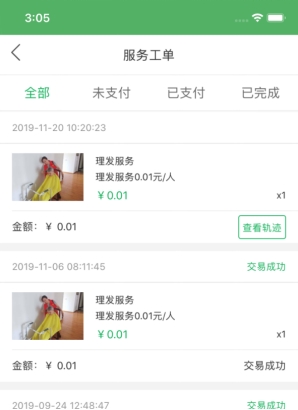 3:05
服务工单
全部 未支付 已支付 已完成
2019-11-20 10:20:23
理发服务
理发服务0.01元/人
￥0.01 x1
金额: ￥ 0.01 查看轨迹
2019-11-06 08:11:45 交易成功
理发服务
理发服务0.01元/人
￥0.01 x1
金额: ￥ 0.01 交易成功
2019-09-24 12:48:47 交易成功